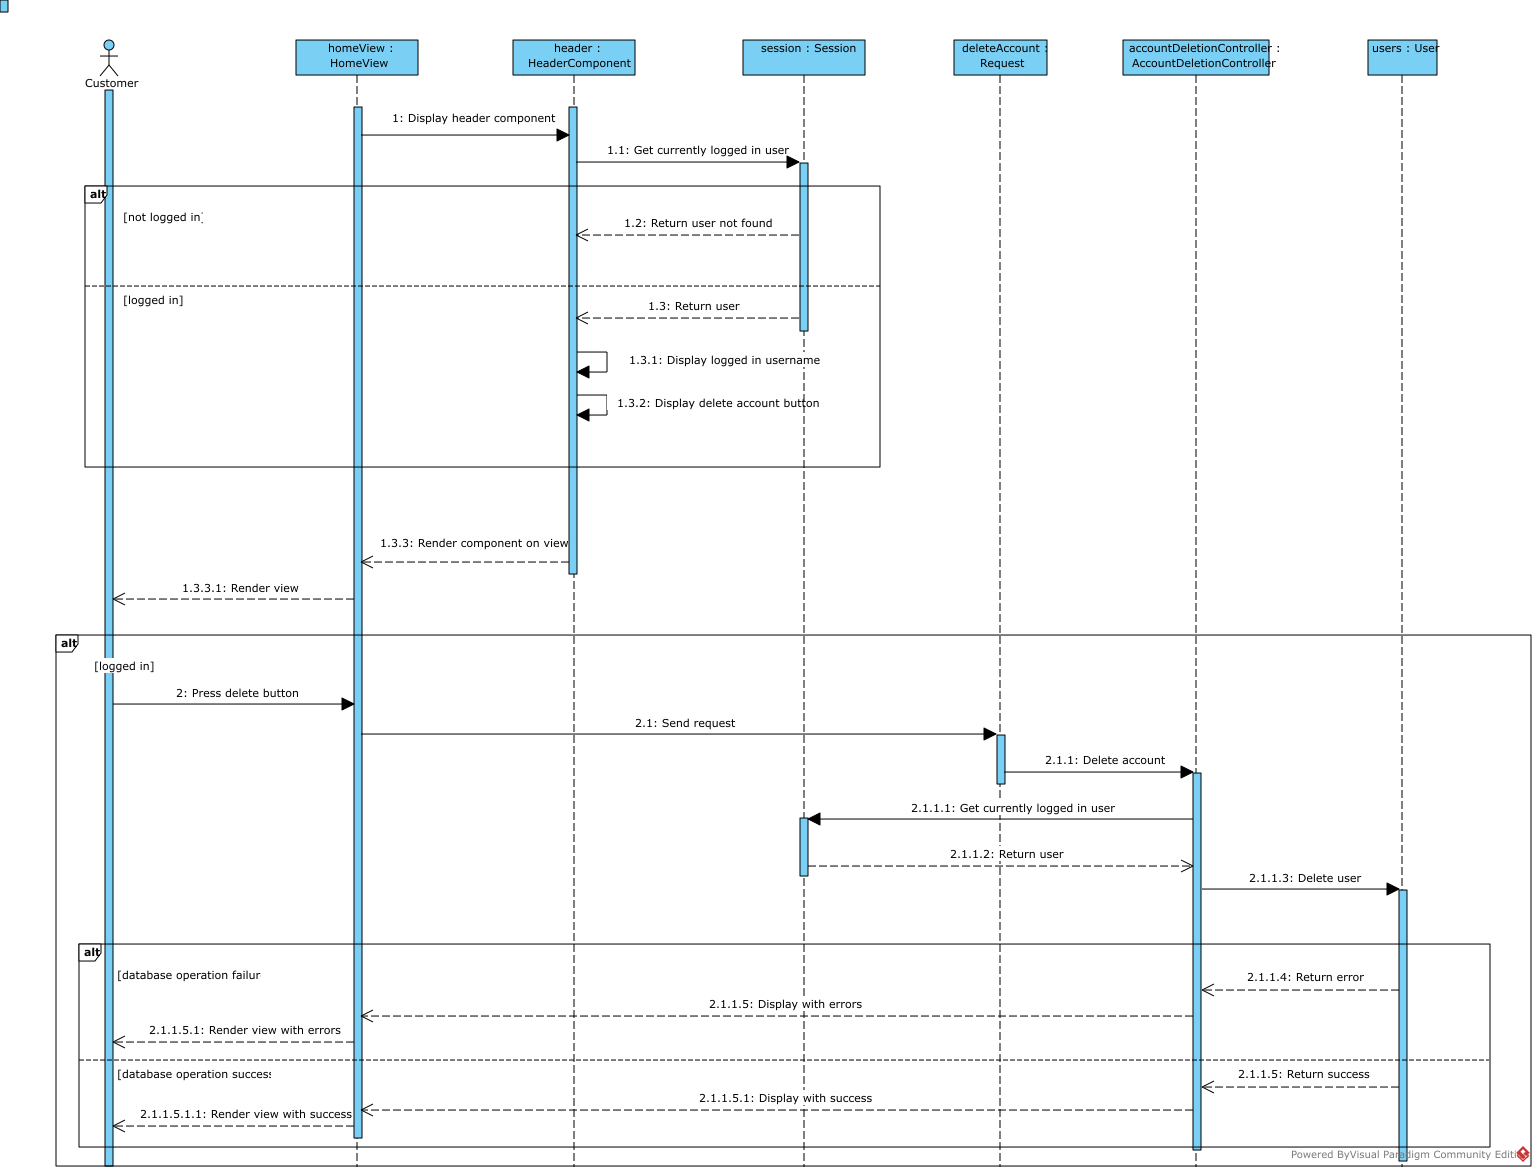 homeView :
HomeView
header :
HeaderComponent
session : Session
deleteAccount :
Request
accountDeletionController :
AccountDeletionController
users : User
Customer
1: Display header component
1.1: Get currently logged in user
alt
[not logged in]
1.2: Return user not found
[logged in]
1.3: Return user
1.3.1: Display logged in username
1.3.2: Display delete account button
1.3.3: Render component on view
1.3.3.1: Render view
alt
[logged in]
2: Press delete button
2.1: Send request
2.1.1: Delete account
2.1.1.1: Get currently logged in user
2.1.1.2: Return user
2.1.1.3: Delete user
alt
[database operation failur
2.1.1.4: Return error
2.1.1.5: Display with errors
2.1.1.5.1: Render view with errors
[database operation success
2.1.1.5: Return success
2.1.1.5.1: Display with success
2.1.1.5.1.1: Render view with success
Powered By Visual Paradigm Community Edition